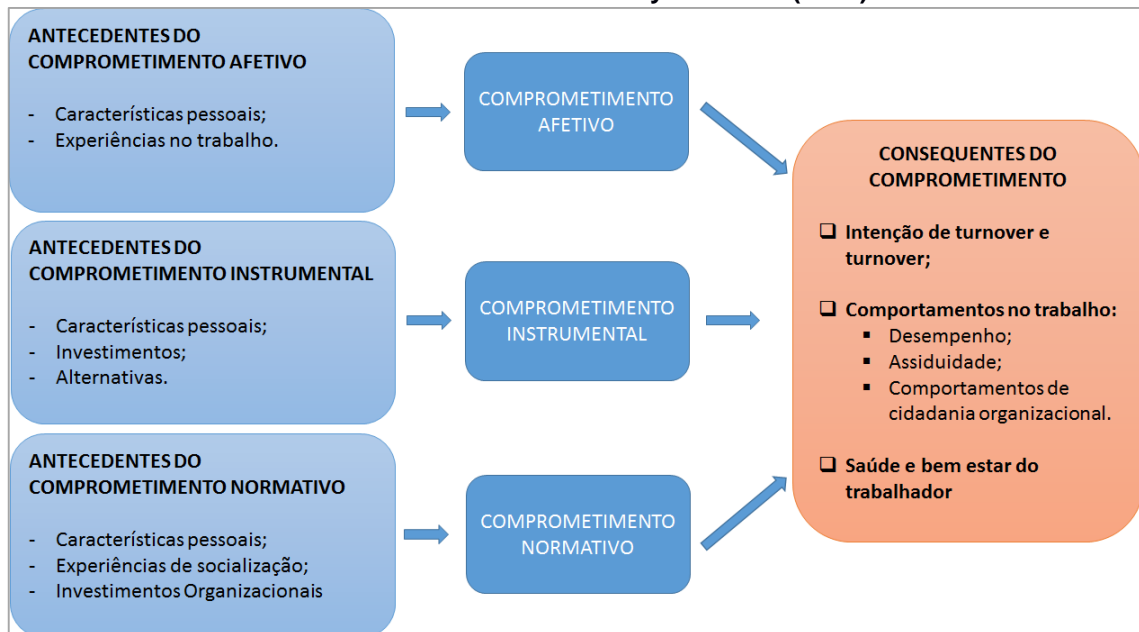 ANTECEDENTES DO
COMPROMETIMENTO AFETIVO
- Características pessoais;
- Experiências no trabalho.
COMPROMETIMENTO
AFETIVO
ANTECEDENTES DO
COMPROMETIMENTO INSTRUMENTAL
- Características pessoais;
- Investimentos;
- Alternativas.
COMPROMETIMENTO
INSTRUMENTAL
ANTECEDENTES DO
COMPROMETIMENTO NORMATIVO
- Características pessoais;
- Experiências de socialização;
- Investimentos Organizacionais
COMPROMETIMENTO
NORMATIVO
CONSEQUENTES DO
COMPROMETIMENTO
❑ Intenção de turnover e
turnover;
❑ Comportamentos no trabalho:
▪ Desempenho;
▪ Assiduidade;
▪ Comportamentos de
cidadania organizacional.
❑ Saúde e bem estar do
trabalhador